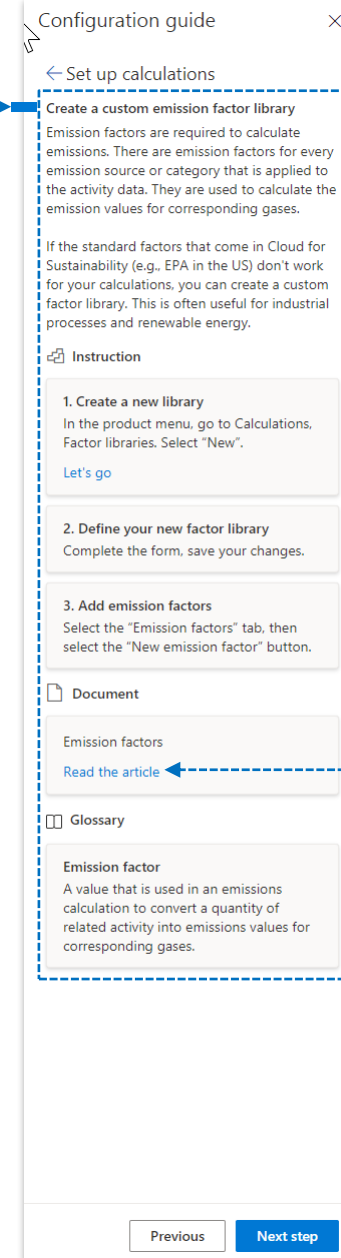 Configuration guide
Set up calculations
Create a custom emission factor library
Emission factors are required to calculate
emissions. There are emission factors for every
emission source or category that is applied to
the activity data. They are used to calculate the
emission values for corresponding gases.
If the standard factors that come in Cloud for
Sustainability (e.g., EPA in the US) don't work
for your calculations, you can create a custom
factor library. This is often useful for industrial
processes and renewable energy.
Instruction
1. Create a new library
In the product menu, go to Calculations,
Factor libraries. Select “New”.
Let's go
2. Define your new factor library
Complete the form, save your changes.
3. Add emission factors
Select the “Emission factors” tab, then
select the “New emission factor” button.
Document
Emission factors
Read the article
Glossary
Emission factor
A value that is used in an emissions
calculation to convert a quantity of
related activity into emissions values for
corresponding gases.
Previous
Next step